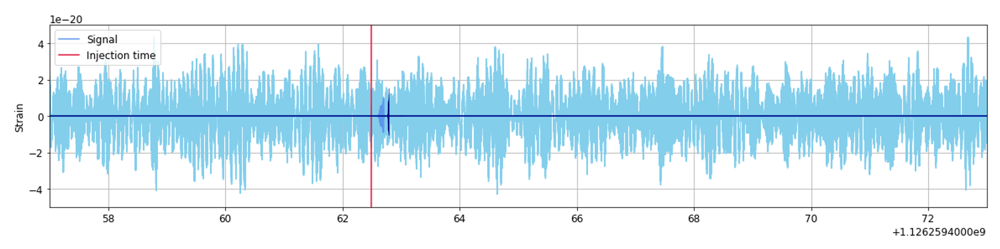 1e−20
Signal
Injection time
4
2
0
−2
−4
Strain
58 60 62 64 66 68 70 72
+1.1262594000e9